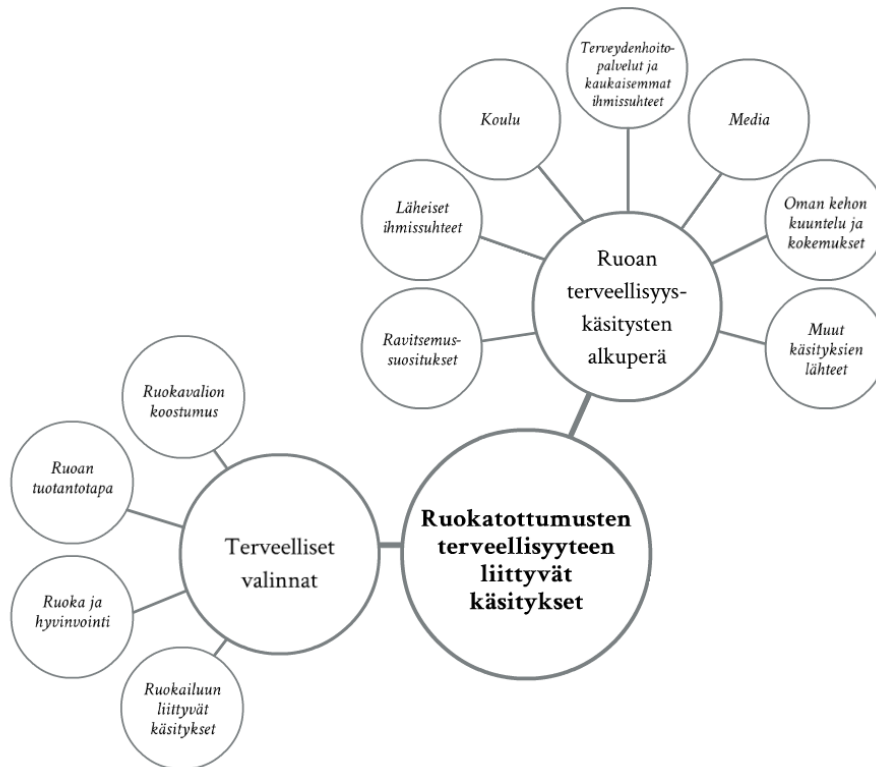 Terveydenhoito-
palvelut ja
kaukaisemmat
ihmissuhteet
Koulu
Media
Läheiset
ihmissuhteet
Oman kehon
kuuntelu ja
kokemukset
Ruoan
terveellisyys-
käsitysten
alkuperä
Ravitsemus-
suositukset
Muut
käsityksien
lähteet
Ruokavalion
koostumus
Ruoan
tuotantotapa
Terveelliset
valinnat
Ruokatottumusten
terveellisyyteen
liittyvät
käsitykset
Ruoka ja
hyvinvointi
Ruokailuun
liittyvät
käsitykset